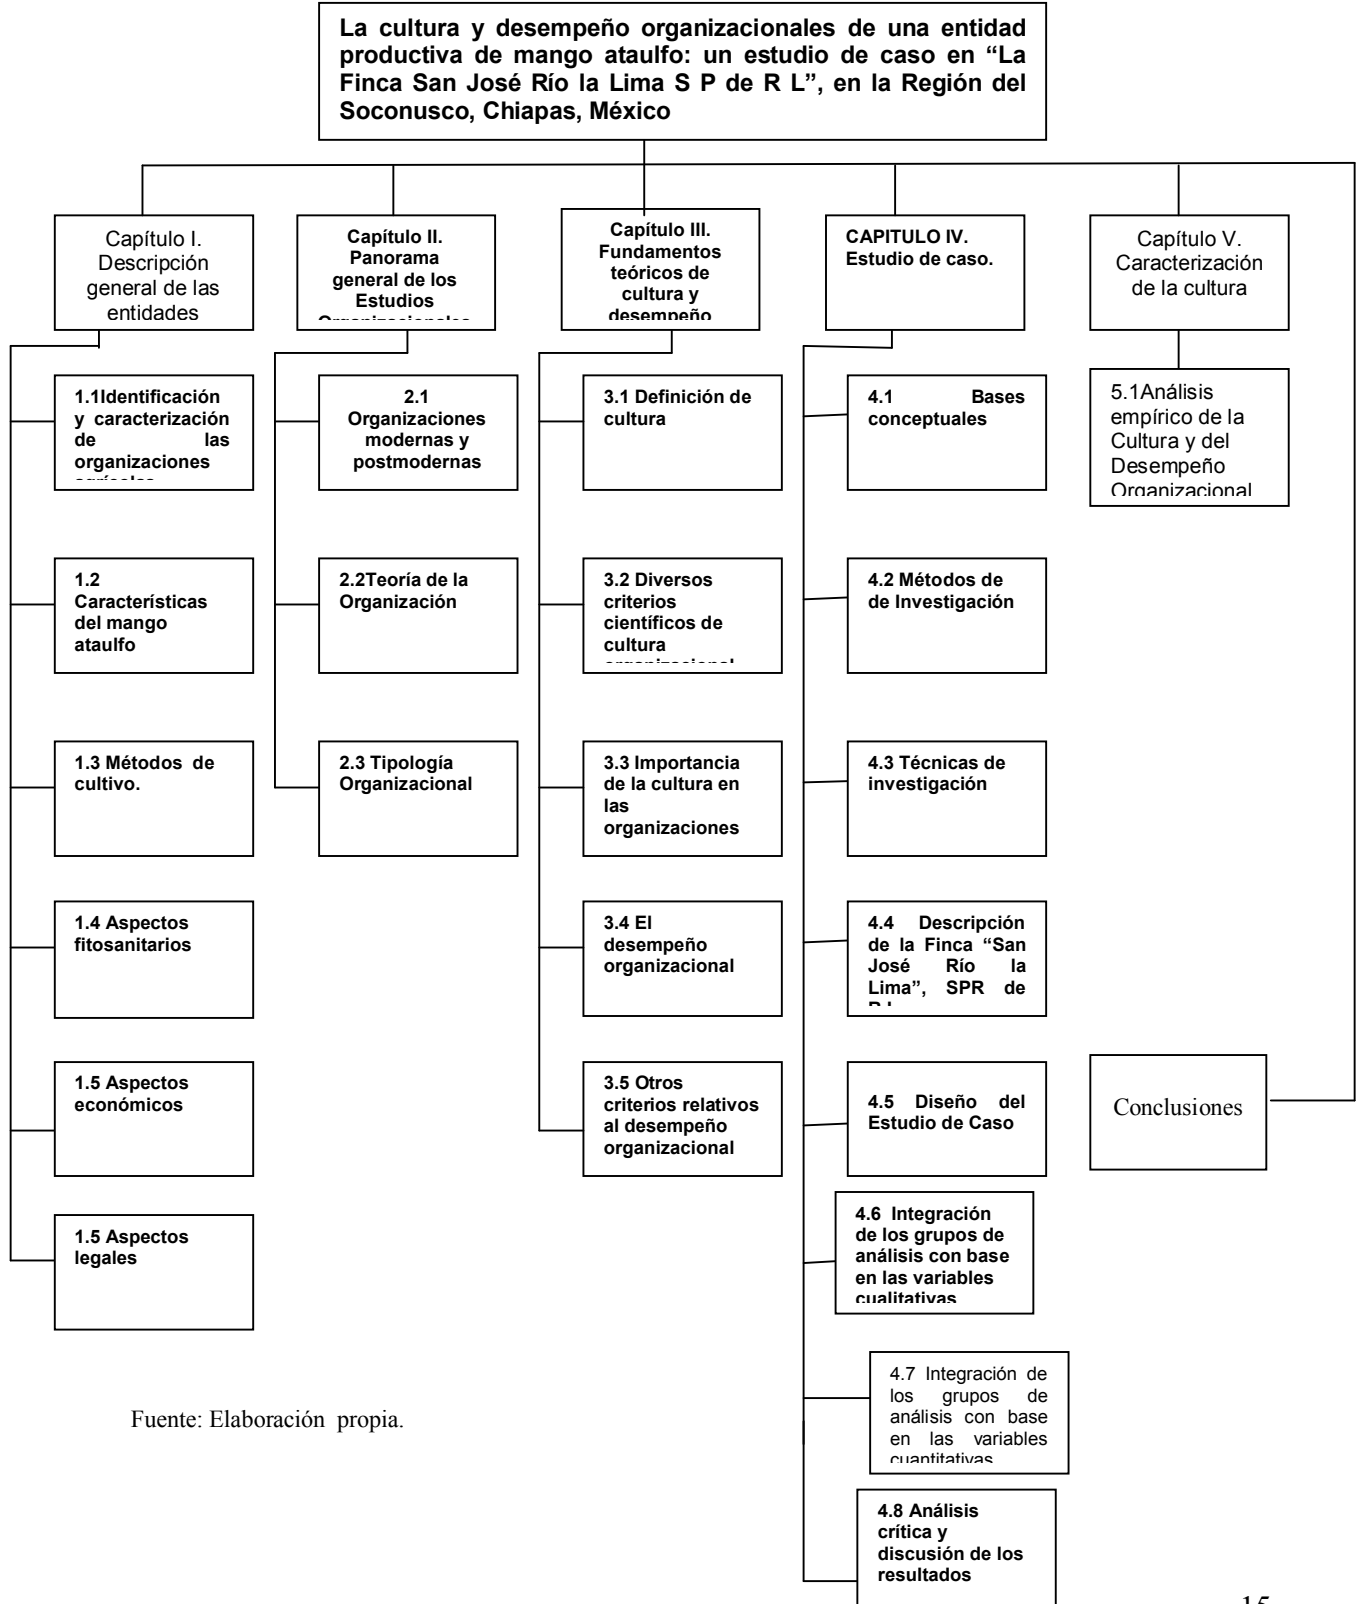 La cultura y desempeño organizacionales de una entidad
productiva de mango ataulfo: un estudio de caso en “La
Finca San José Río la Lima S P de R L”, en la Región del
Soconusco, Chiapas, México
Capítulo I.
Descripción
general de las
entidades
Capítulo II.
Panorama
general de los
Estudios
Organizacionales
Capítulo III.
Fundamentos
teóricos de
cultura y
desempeño
CAPITULO IV.
Estudio de caso.
Capítulo V.
Caracterización
de la cultura
1.1Identificación
y caracterización
de las
organizaciones
agrícolas
1.2
Características
del mango
ataulfo
1.3 Métodos de
cultivo.
1.4 Aspectos
fitosanitarios
1.5 Aspectos
económicos
1.5 Aspectos
legales
2.1
Organizaciones
modernas y
postmodernas
2.2Teoría de la
Organización
2.3 Tipología
Organizacional
3.1 Definición de
cultura
3.2 Diversos
criterios
científicos de
cultura
organizacional
3.3 Importancia
de la cultura en
las
organizaciones
3.4 El
desempeño
organizacional
3.5 Otros
criterios relativos
al desempeño
organizacional
4.1 Bases
conceptuales
4.2 Métodos de
de Investigación
4.3 Técnicas de
investigación
4.4 Descripción
de la Finca “San
José Río la
Lima”, SPR de
4.5 Diseño del
Estudio de Caso
4.6 Integración
de los grupos de
análisis con base
en las variables
cualitativas
4.7 Integración de
los grupos de
análisis con base
en las variables
cuantitativas
4.8 Análisis
crítica y
discusión de los
resultados
5.1Análisis
empírico de la
Cultura y del
Desempeño
Organizacional
Conclusiones
Fuente: Elaboración propia.
15